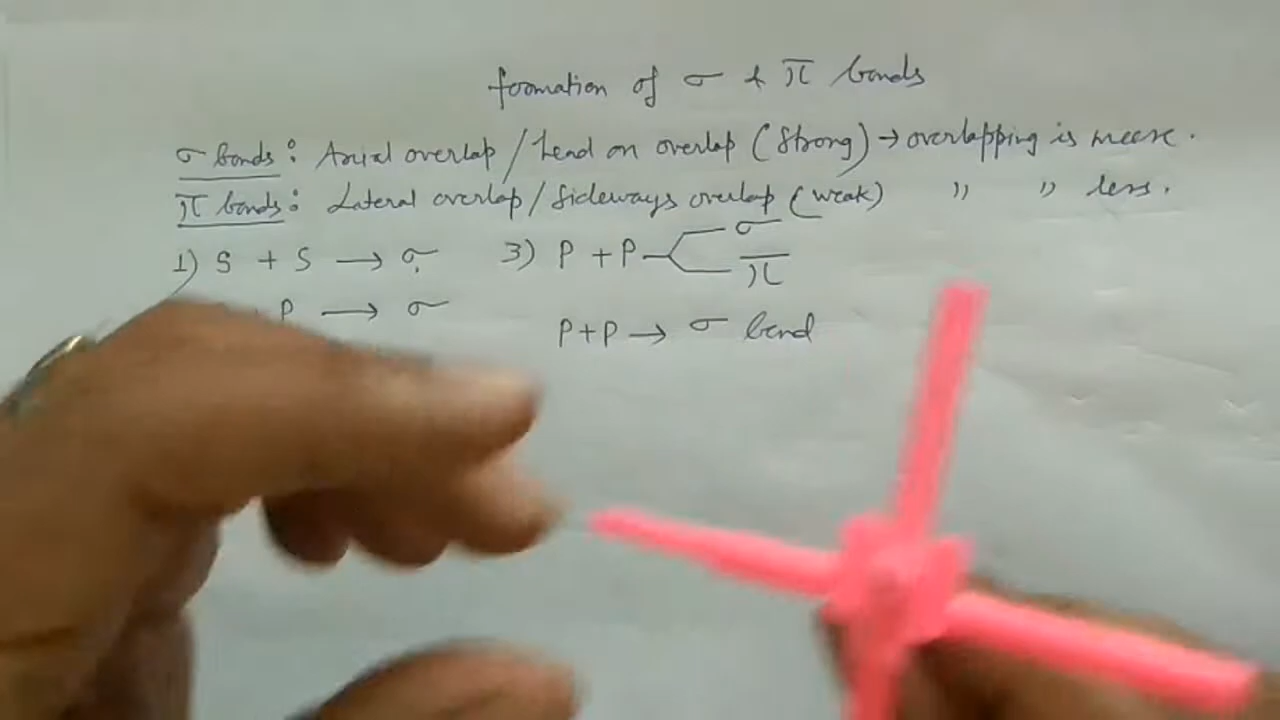 formation of σ & π bonds
σ bonds: Axial overlap/head on overlap (Strong) → overlapping is more.
π bonds: Lateral overlap/Sideways overlap (weak) " " less.
1) S + S → σ 3) P + P σ
π
P → σ
P+P → σ bond